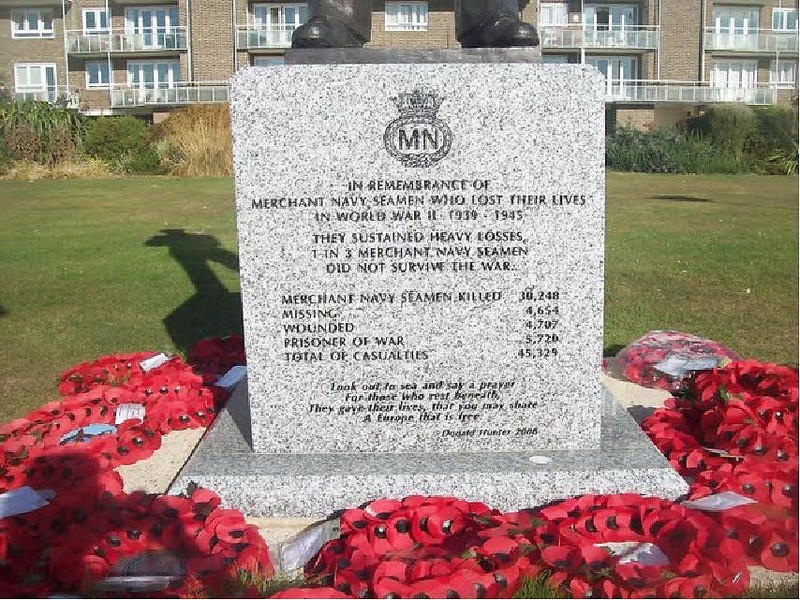 MN
IN REMEMBRANCE OF
MERCHANT NAVY SEAMEN WHO LOST THEIR LIVES
IN WORLD WAR II 1939 - 1945
THEY SUSTAINED HEAVY LOSSES,
1 IN 3 MERCHANT NAVY SEAMEN
DID NOT SURVIVE THE WAR.
MERCHANT NAVY SEAMEN KILLED 30,248
MISSING 4,654
WOUNDED 4,707
PRISONER OF WAR 5,720
TOTAL OF CASUALTIES 45,329
Look out to sea and say a prayer
For those who rest beneath,
They gave their lives, that you may share
A Europe that is free
Donald Hunter 2008